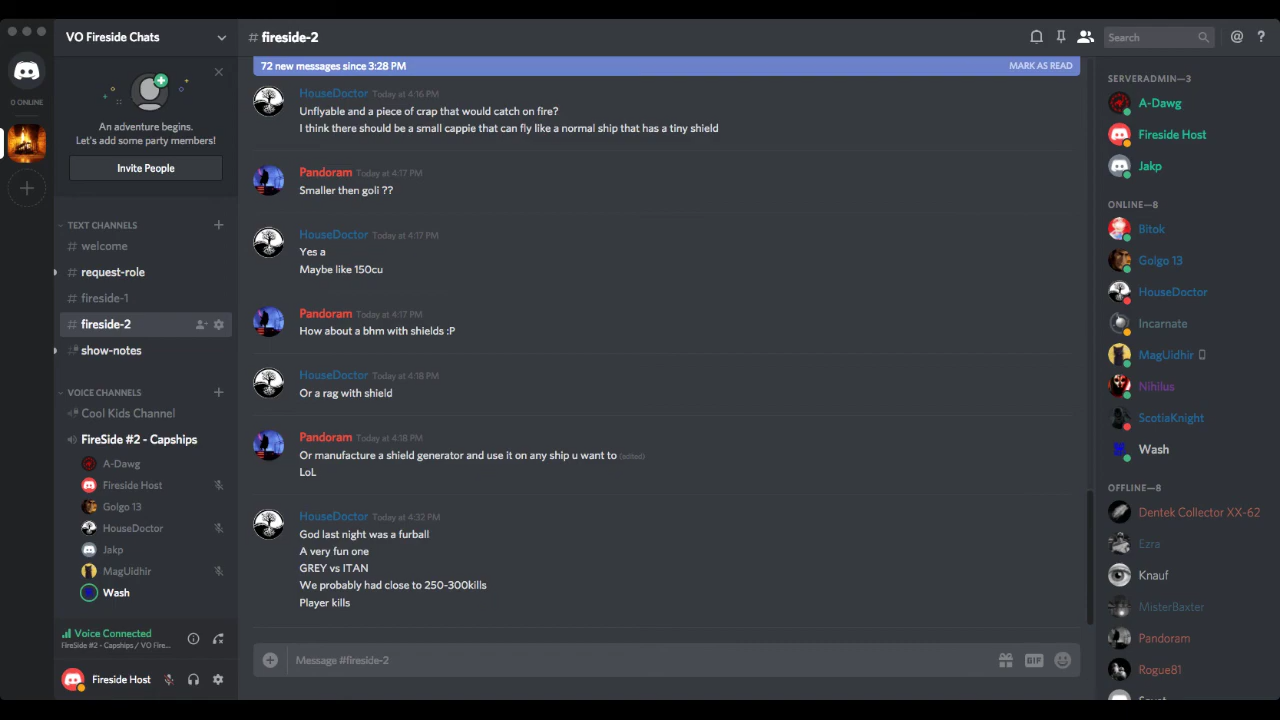 VO Fireside Chats
0 ONLINE
An adventure begins.
Let's add some party members!
Invite People
TEXT CHANNELS
# welcome
# request-role
# fireside-1
# fireside-2
# show-notes
VOICE CHANNELS
Cool Kids Channel
FireSide #2 - Capships
A-Dawg
Fireside Host
Golgo 13
HouseDoctor
Jakp
MagUidhir
Wash
Voice Connected
FireSide #2 - Capships / VO Fire...
Fireside Host
# fireside-2
Search
@ ?
72 new messages since 3:28 PM MARK AS READ
HouseDoctor Today at 4:16 PM
Unflyable and a piece of crap that would catch on fire?
I think there should be a small cappie that can fly like a normal ship that has a tiny shield
Pandoram Today at 4:17 PM
Smaller then goli ??
HouseDoctor Today at 4:17 PM
Yes a
Maybe like 150cu
Pandoram Today at 4:17 PM
How about a bhm with shields :P
HouseDoctor Today at 4:18 PM
Or a rag with shield
Pandoram Today at 4:18 PM
Or manufacture a shield generator and use it on any ship u want to (edited)
LoL
HouseDoctor Today at 4:32 PM
God last night was a furball
A very fun one
GREY vs ITAN
We probably had close to 250-300kills
Player kills
Message #fireside-2
GIF
SERVERADMIN—3
A-Dawg
Fireside Host
Jakp
ONLINE—8
Bitok
Golgo 13
HouseDoctor
Incarnate
MagUidhir
Nihilus
ScotiaKnight
Wash
OFFLINE—8
Dentek Collector XX-62
Ezra
Knauf
MisterBaxter
Pandoram
Rogue81